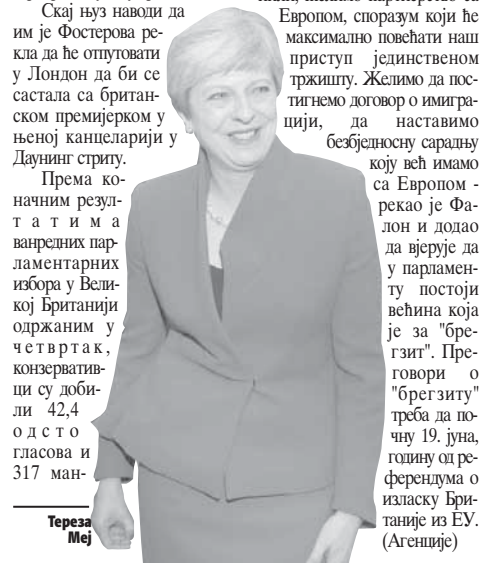 Скај њуз наводи да
им је Фостерова ре-
кла да ће отпутовати
у Лондон да би се
састала са британ-
ском премијерком у
њеној канцеларији у
Даунинг стриту.
Према ко-
начним резул-
татима
ванредних пар-
ламентарних
избора у Вели-
кој Британији
одржаним у
четвртак,
конзерватив-
ци су доби-
ли 42,4
одсто
гласова и
317 ман-
Тереза
Меј
Европом, споразум који ће
максимално повећати наш
приступ јединственом
тржишту. Желимо да пос-
тигнемо договор о имигра-
цији, да наставимо
безбједносну сарадњу
коју већ имамо
са Европом -
рекао је Фа-
лон и додао
да вјерује да
у парламен-
ту постоји
већина која
је за "бре-
гзит". Пре-
говори о
"брегзиту"
треба да по-
чну 19. јуна,
годину од ре-
ферендума о
изласку Бри-
таније из ЕУ.
(Агенције)